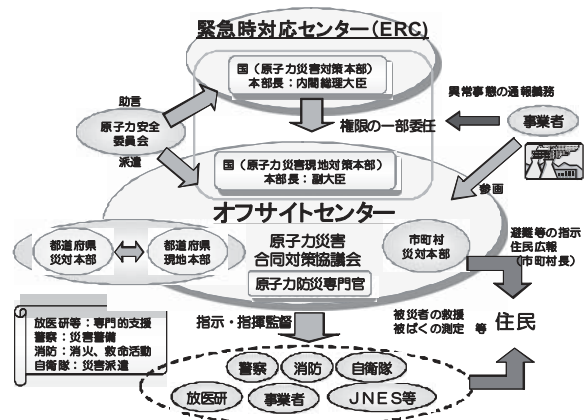 緊急時対応センター(ERC)
国（原子力災害対策本部）
本部長：内閣総理大臣
助言
原子力安全
委員会
派遣
権限の一部委任
異常事態の通報義務
事業者
国（原子力災害現地対策本部）
本部長：副大臣
参画
オフサイトセンター
都道府県
災対本部
都道府県
現地本部
原子力災害
合同対策協議会
原子力防災専門官
市町村
災対本部
避難等の指示
住民広報
（市町村長）
放医研等：専門的支援
警察：災害警備
消防：消火、救命活動
自衛隊：災害派遣
指示・指揮監督
被災者の救援
被ばくの測定　等
住民
警察
消防
自衛隊
放医研
事業者
ＪＮＥＳ等